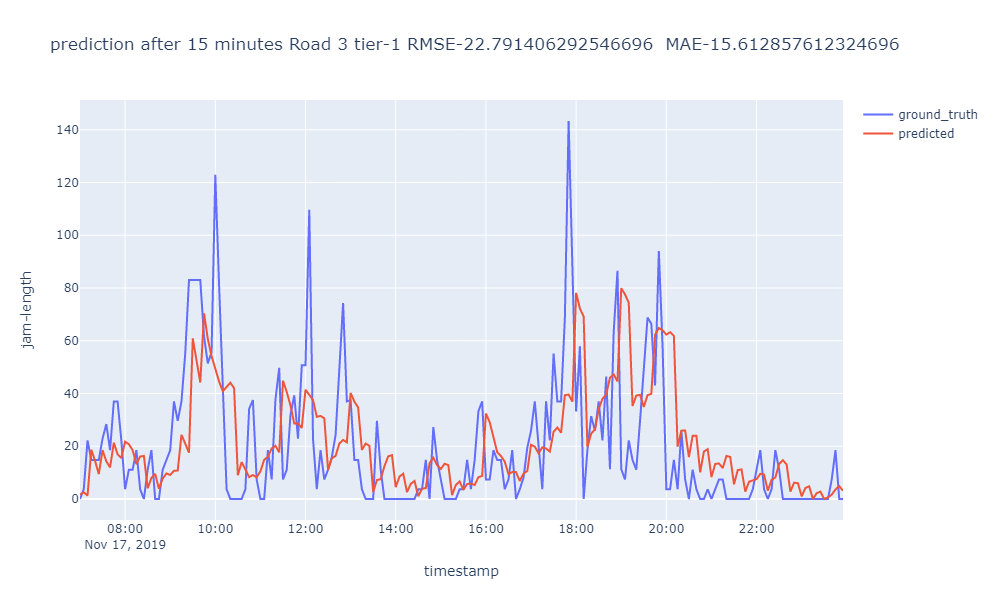 prediction after 15 minutes Road 3 tier-1 RMSE-22.791406292546696  MAE-15.612857612324696
ground_truth
predicted
jam-length
140
120
100
80
60
40
20
0
08:00 10:00 12:00 14:00 16:00 18:00 20:00 22:00
Nov 17, 2019
timestamp